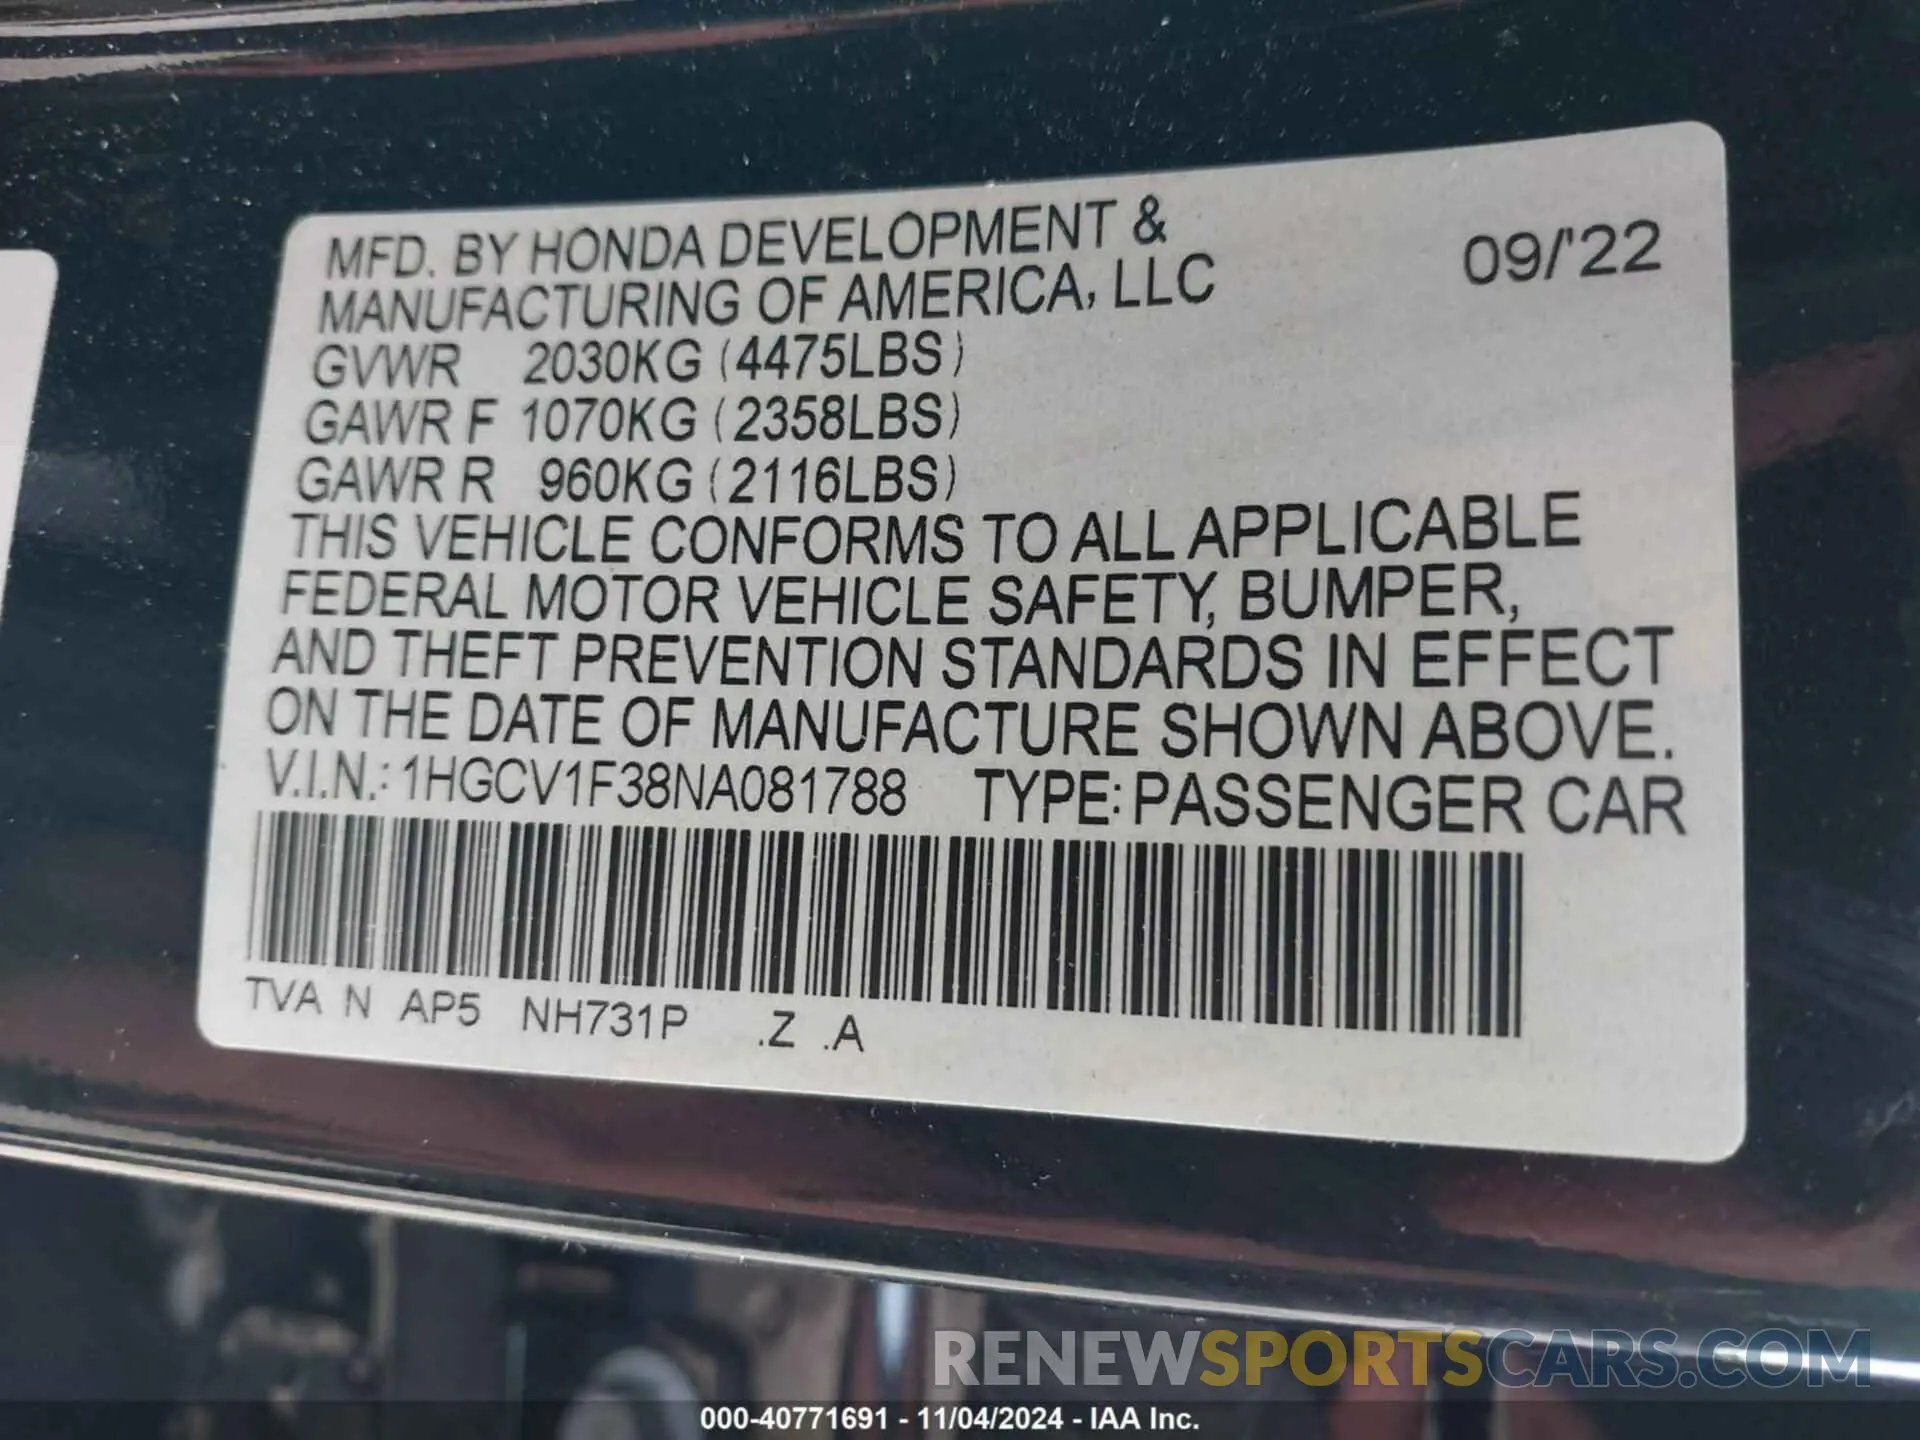 MFD. BY HONDA DEVELOPMENT &
MANUFACTURING OF AMERICA, LLC 09/'22
GVWR 2030KG (4475LBS)
GAWR F 1070KG (2358LBS)
GAWR R 960KG (2116LBS)
THIS VEHICLE CONFORMS TO ALL APPLICABLE
FEDERAL MOTOR VEHICLE SAFETY, BUMPER,
AND THEFT PREVENTION STANDARDS IN EFFECT
ON THE DATE OF MANUFACTURE SHOWN ABOVE.
V.I.N.: 1HGCV1F38NA081788 TYPE: PASSENGER CAR
TVA N AP5 NH731P .Z .A
RENEWSPORTSCARS.COM
000-40771691 - 11/04/2024 - IAA Inc.